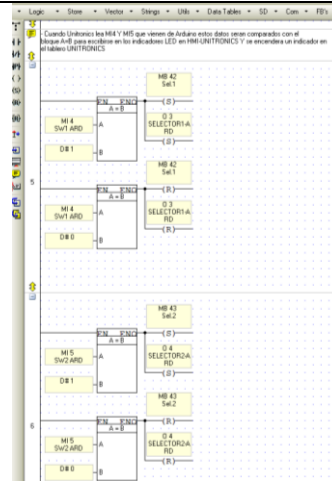 Logic Store Vector Strings Utils Data Tables SD Com FB's
- Cuando Unitronics lea MI4 Y MI5 que vienen de Arduino estos datos seran comparados con el
bloque A=B para escribirse en los indicadores LED en HMI-UNITRONICS Y se encendera un indicador en
el tablero UNITRONICS
MB 42
Sel.1
EN ENO
A = B
(S)
MI 4
SW1 ARD
A
O 3
SELECTOR1-A
RD
(S)
D# 1
B
5
MB 42
Sel.1
EN ENO
A = B
(R)
MI 4
SW1 ARD
A
O 3
SELECTOR1-A
RD
(R)
D# 0
B
MB 43
Sel.2
EN ENO
A = B
(S)
MI 5
SW2 ARD
A
O 4
SELECTOR2-A
RD
(S)
D# 1
B
6
MB 43
Sel.2
EN ENO
A = B
(R)
MI 5
SW2 ARD
A
O 4
SELECTOR2-A
RD
(R)
D# 0
B